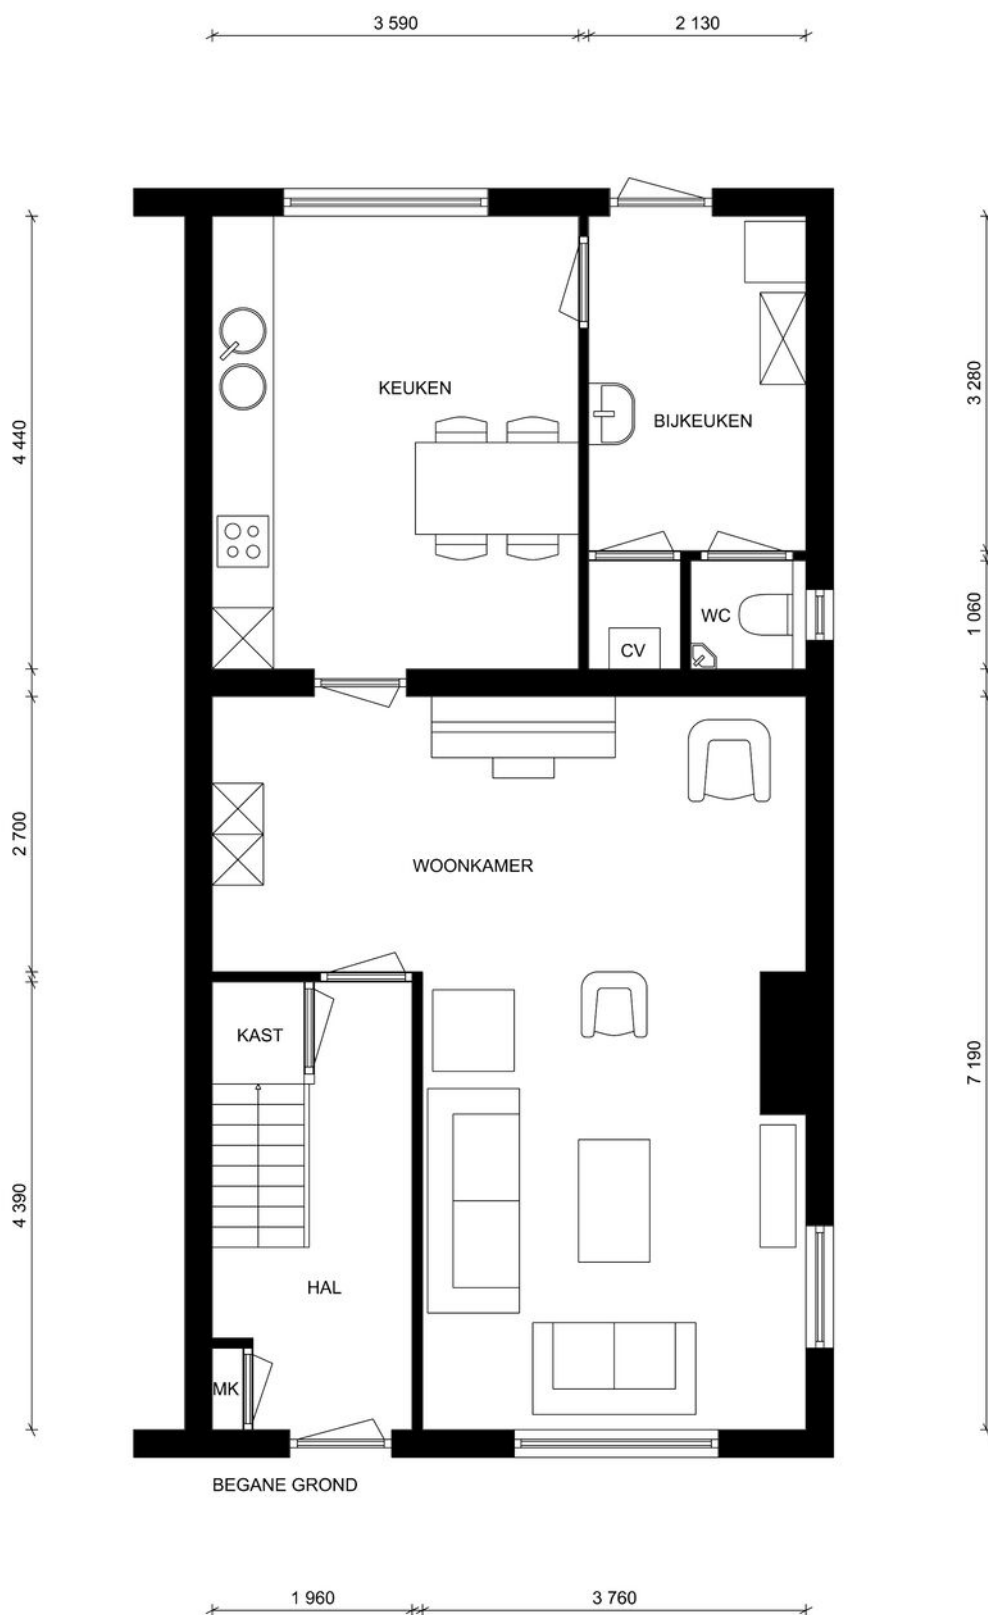 3 590
2 130
4 440
3 280
KEUKEN
BIJKEUKEN
1 060
WC
CV
2 700
WOONKAMER
7 190
KAST
4 390
HAL
MK
BEGANE GROND
1 960
3 760